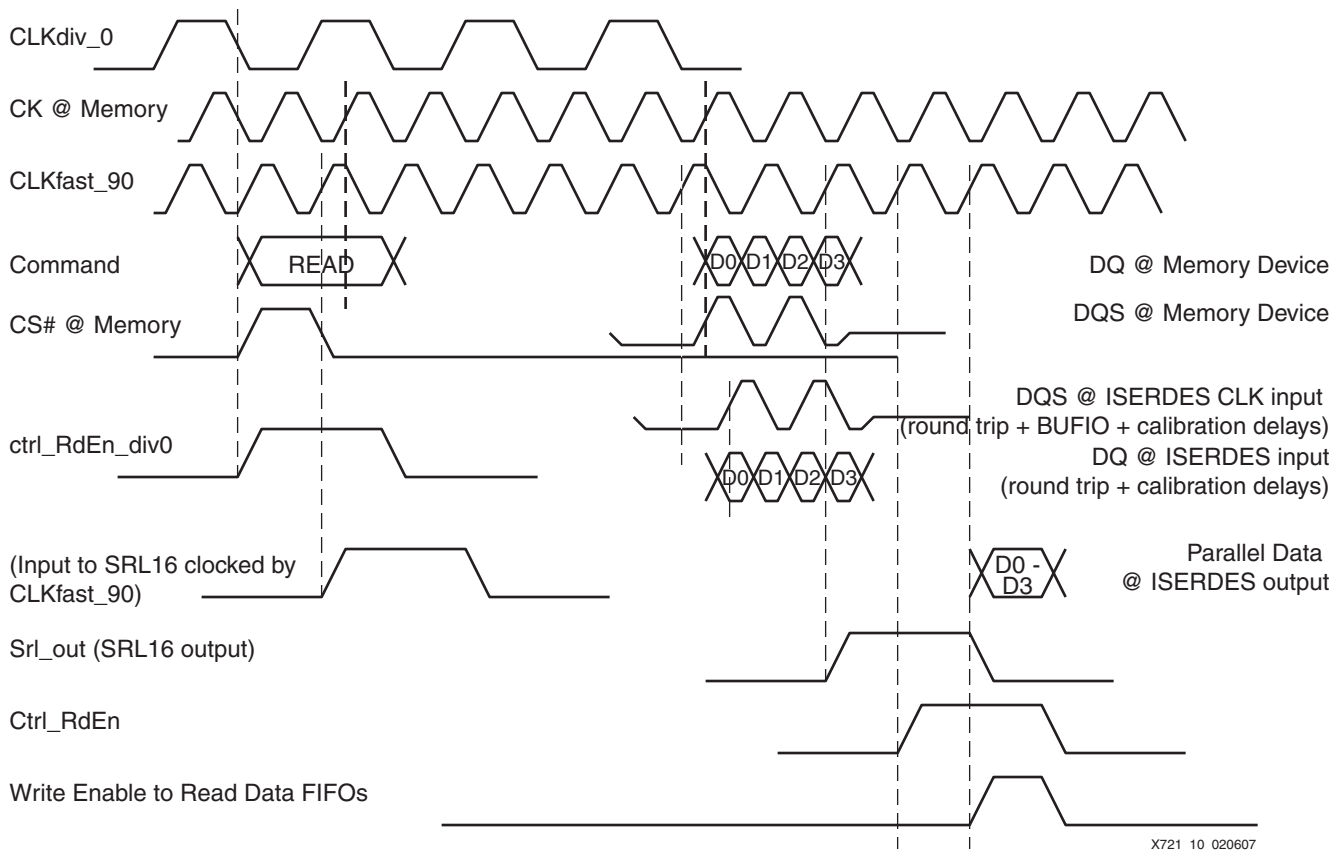 CLKdiv_0
CK @ Memory
CLKfast_90
Command
READ
D0 D1 D2 D3
DQ @ Memory Device
CS# @ Memory
DQS @ Memory Device
DQS @ ISERDES CLK input
(round trip + BUFIO + calibration delays)
ctrl_RdEn_div0
D0 D1 D2 D3
DQ @ ISERDES input
(round trip + calibration delays)
(Input to SRL16 clocked by
CLKfast_90)
D0 -
D3
Parallel Data
@ ISERDES output
Srl_out (SRL16 output)
Ctrl_RdEn
Write Enable to Read Data FIFOs
X721_10_020607